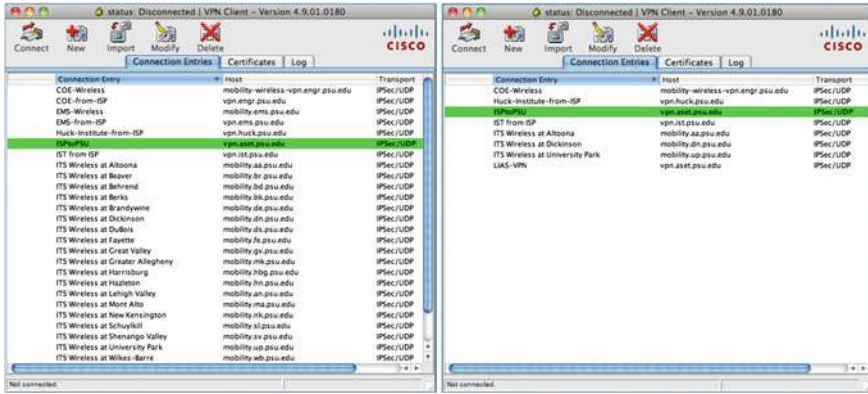 status: Disconnected | VPN Client – Version 4.9.01.0180
Connect New Import Modify Delete
CISCO
Connection Entries Certificates Log
Connection Entry Host Transport
COE-Wireless mobility-wireless-vpn.engr.psu.edu IPSec/UDP
COE-from-ISP vpn.engr.psu.edu IPSec/UDP
EMS-Wireless mobility.ems.psu.edu IPSec/UDP
EMS-from-ISP vpn.ems.psu.edu IPSec/UDP
Huck-Institute-from-ISP vpn.huck.psu.edu IPSec/UDP
ISPtoPSU vpn.aset.psu.edu IPSec/UDP
IST from ISP vpn.ist.psu.edu IPSec/UDP
ITS Wireless at Altoona mobility.aa.psu.edu IPSec/UDP
ITS Wireless at Beaver mobility.br.psu.edu IPSec/UDP
ITS Wireless at Behrend mobility.bd.psu.edu IPSec/UDP
ITS Wireless at Berks mobility.bk.psu.edu IPSec/UDP
ITS Wireless at Brandywine mobility.de.psu.edu IPSec/UDP
ITS Wireless at Dickinson mobility.dn.psu.edu IPSec/UDP
ITS Wireless at DuBois mobility.ds.psu.edu IPSec/UDP
ITS Wireless at Fayette mobility.fe.psu.edu IPSec/UDP
ITS Wireless at Great Valley mobility.gv.psu.edu IPSec/UDP
ITS Wireless at Greater Allegheny mobility.mk.psu.edu IPSec/UDP
ITS Wireless at Harrisburg mobility.hbg.psu.edu IPSec/UDP
ITS Wireless at Hazleton mobility.hn.psu.edu IPSec/UDP
ITS Wireless at Lehigh Valley mobility.an.psu.edu IPSec/UDP
ITS Wireless at Mont Alto mobility.ma.psu.edu IPSec/UDP
ITS Wireless at New Kensington mobility.nk.psu.edu IPSec/UDP
ITS Wireless at Schuylkill mobility.sl.psu.edu IPSec/UDP
ITS Wireless at Shenango Valley mobility.sv.psu.edu IPSec/UDP
ITS Wireless at University Park mobility.up.psu.edu IPSec/UDP
ITS Wireless at Wilkes-Barre mobility.wb.psu.edu IPSec/UDP
Not connected.
status: Disconnected | VPN Client – Version 4.9.01.0180
Connect New Import Modify Delete
CISCO
Connection Entries Certificates Log
Connection Entry Host Transport
COE-Wireless mobility-wireless-vpn.engr.psu.edu IPSec/UDP
Huck-Institute-from-ISP vpn.huck.psu.edu IPSec/UDP
ISPtoPSU vpn.aset.psu.edu IPSec/UDP
IST from ISP vpn.ist.psu.edu IPSec/UDP
ITS Wireless at Altoona mobility.aa.psu.edu IPSec/UDP
ITS Wireless at Dickinson mobility.dn.psu.edu IPSec/UDP
ITS Wireless at University Park mobility.up.psu.edu IPSec/UDP
LIAS-VPN vpn.aset.psu.edu IPSec/UDP
Not connected.